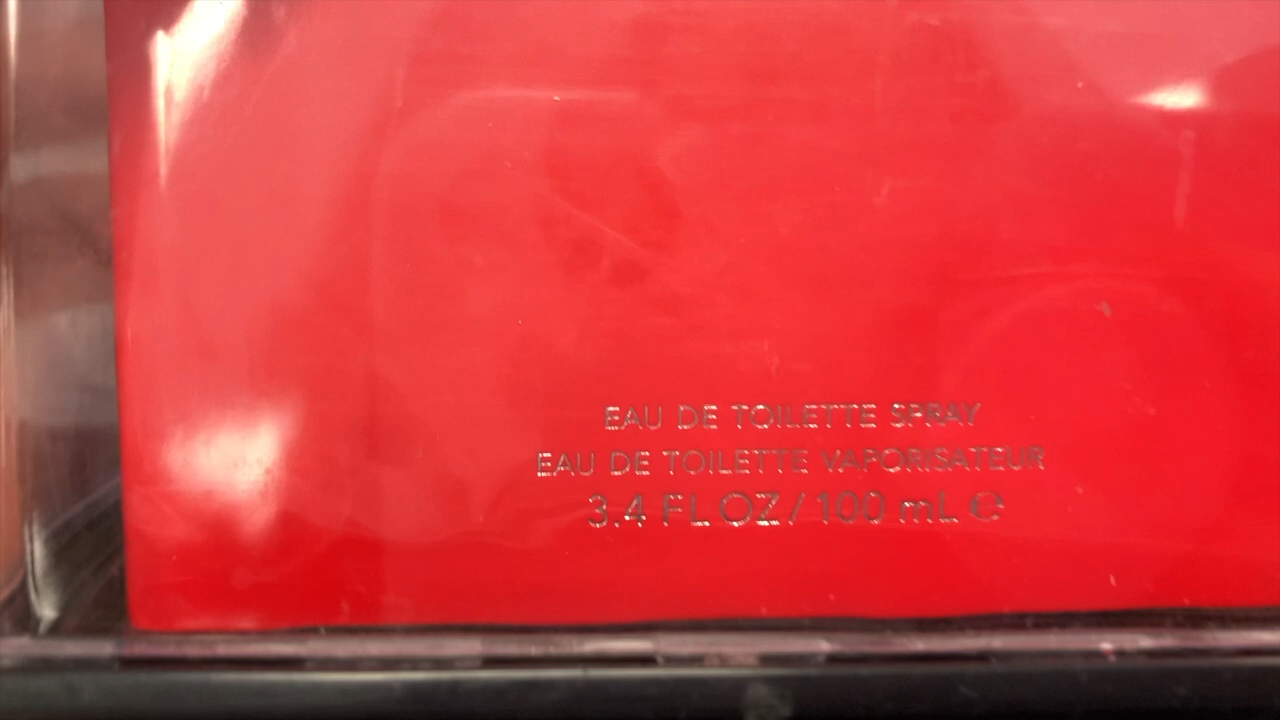 EAU DE TOILETTE SPRAY
EAU DE TOILETTE VAPORISATEUR
3.4 FL OZ / 100 mL ℮